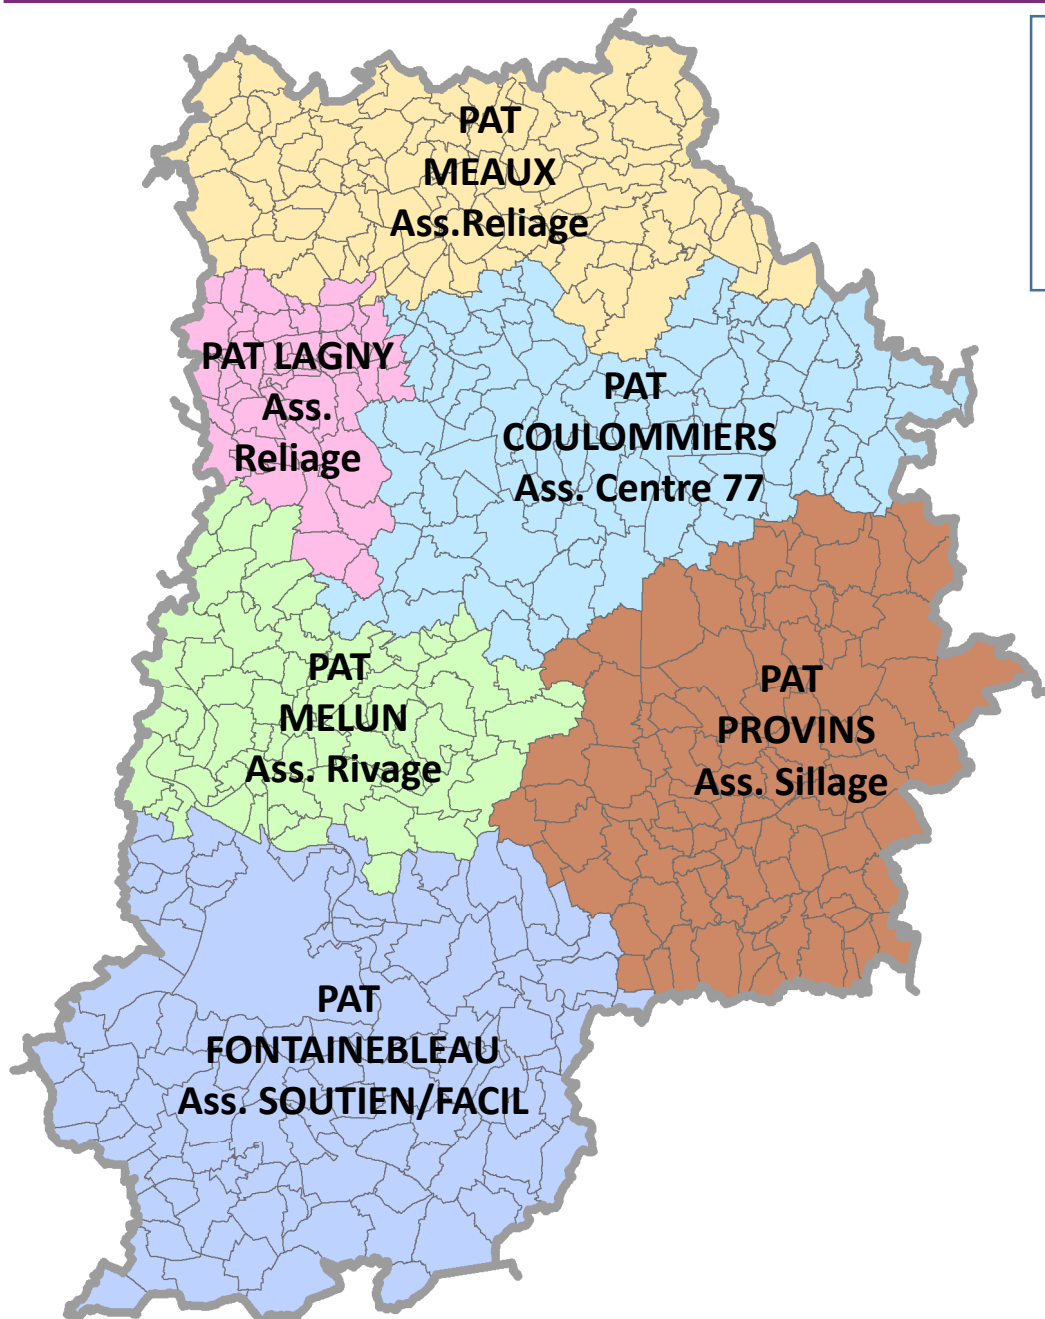 PAT
MEAUX
Ass.Reliage
PAT LAGNY
Ass.
Reliage
PAT
COULOMMIERS
Ass. Centre 77
PAT
MELUN
Ass. Rivage
PAT
PROVINS
Ass. Sillage
PAT
FONTAINEBLEAU
Ass. SOUTIEN/FACIL